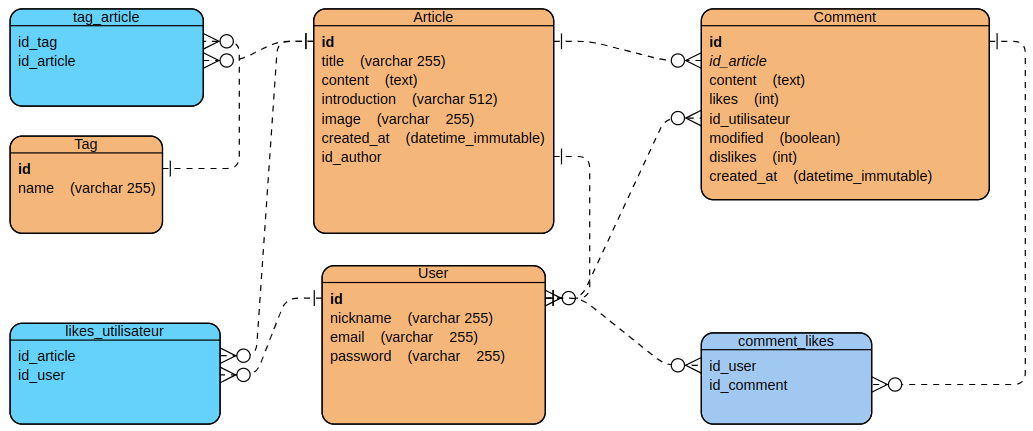 tag_article
id_tag
id_article
Tag
id
name (varchar 255)
likes_utilisateur
id_article
id_user
Article
id
title (varchar 255)
content (text)
introduction (varchar 512)
image (varchar 255)
created_at (datetime_immutable)
id_author
User
id
nickname (varchar 255)
email (varchar 255)
password (varchar 255)
Comment
id
id_article
content (text)
likes (int)
id_utilisateur
modified (boolean)
dislikes (int)
created_at (datetime_immutable)
comment_likes
id_user
id_comment